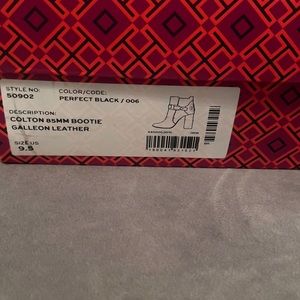 STYLE NO:
COLOR/CODE:
50902
PERFECT BLACK / 006
DESCRIPTION:
COLTON 85MM BOOTIE
GALLEON LEATHER
SIZE US
9.5